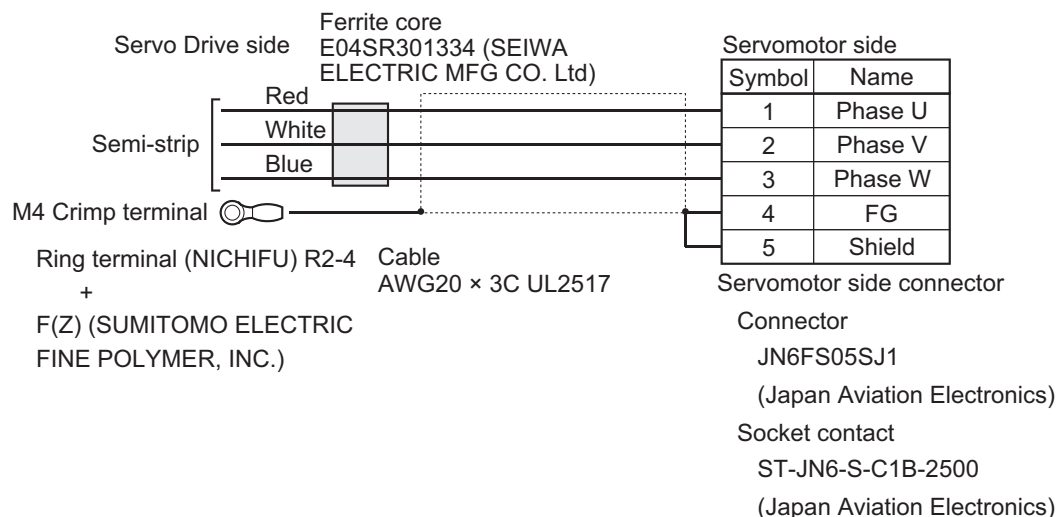 Servo Drive side
Ferrite core
E04SR301334 (SEIWA
ELECTRIC MFG CO. Ltd)
Servomotor side
Symbol Name
Red
1 Phase U
White
2 Phase V
Semi-strip
Blue
3 Phase W
M4 Crimp terminal
4 FG
5 Shield
Ring terminal (NICHIFU) R2-4
+
F(Z) (SUMITOMO ELECTRIC
FINE POLYMER, INC.)
Cable
AWG20 × 3C UL2517
Servomotor side connector
Connector
JN6FS05SJ1
(Japan Aviation Electronics)
Socket contact
ST-JN6-S-C1B-2500
(Japan Aviation Electronics)